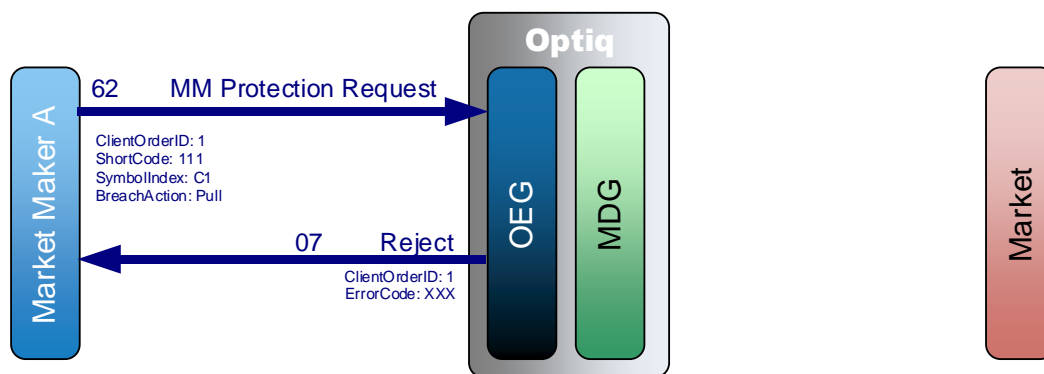 Optiq
62 MM Protection Request
ClientOrderID: 1
ShortCode: 111
SymbolIndex: C1
BreachAction: Pull
07 Reject
ClientOrderID: 1
ErrorCode: XXX
Market Maker A
OEG
MDG
Market